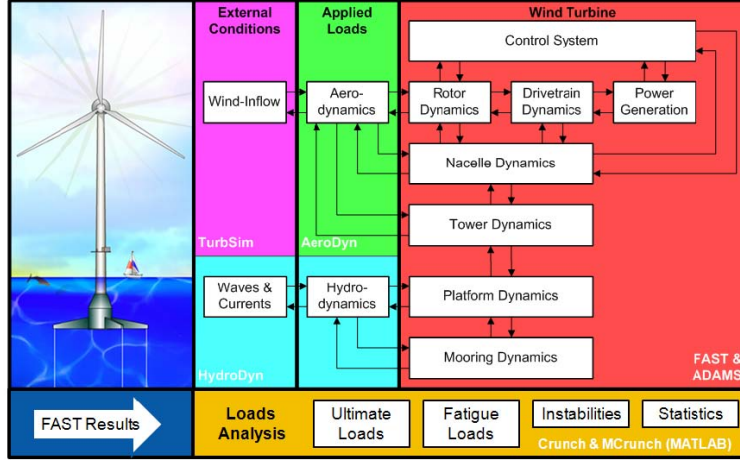 External
Conditions
Applied
Loads
Wind Turbine
Control System
Wind-Inflow
Aero-
dynamics
Rotor
Dynamics
Drivetrain
Dynamics
Power
Generation
Nacelle Dynamics
Tower Dynamics
TurbSim
AeroDyn
Waves &
Currents
Hydro-
dynamics
Platform Dynamics
Mooring Dynamics
HydroDyn
FAST &
ADAMS
FAST Results
Loads
Analysis
Ultimate
Loads
Fatigue
Loads
Instabilities
Statistics
Crunch & MCrunch (MATLAB)